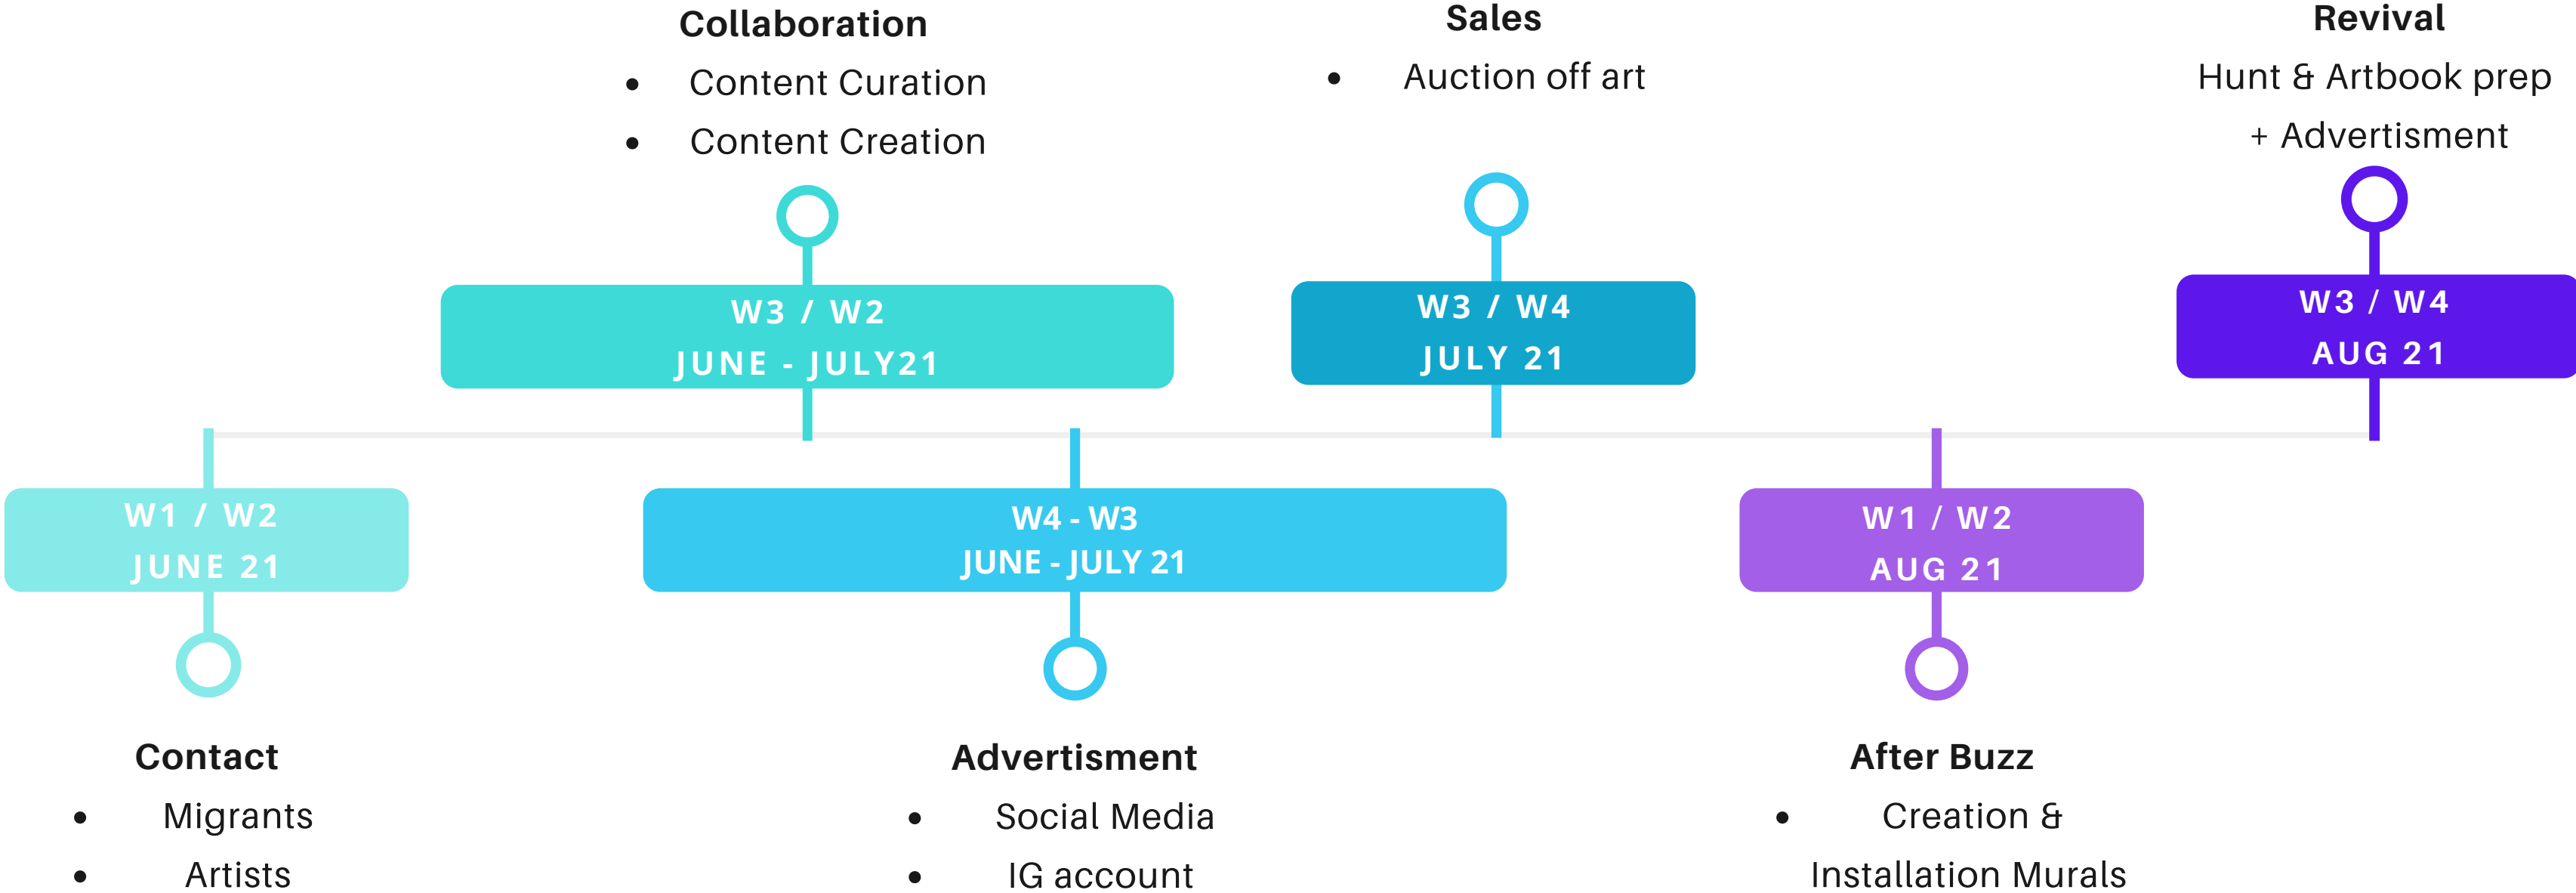 Collaboration
• Content Curation
• Content Creation
W3 / W2
JUNE - JULY21
Sales
• Auction off art
W3 / W4
JULY 21
Revival
Hunt & Artbook prep
+ Advertisment
W3 / W4
AUG 21
W1 / W2
JUNE 21
Contact
• Migrants
• Artists
W4 - W3
JUNE - JULY 21
Advertisment
• Social Media
• IG account
W1 / W2
AUG 21
After Buzz
• Creation &
Installation Murals